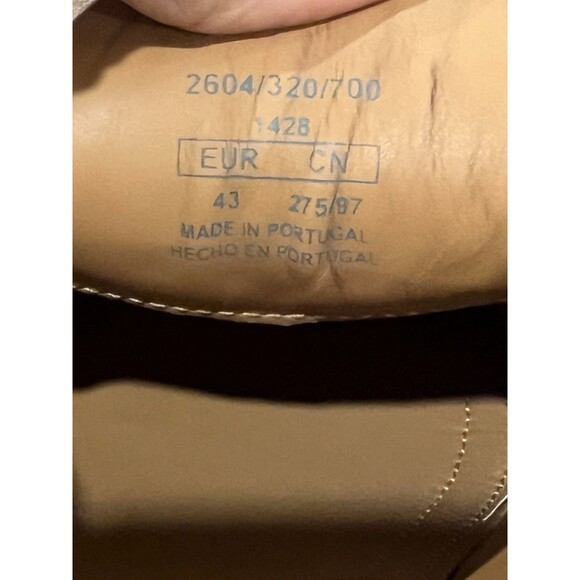 2604/320/700
1428
EUR CN
43 275/97
MADE IN PORTUGAL
HECHO EN PORTUGAL